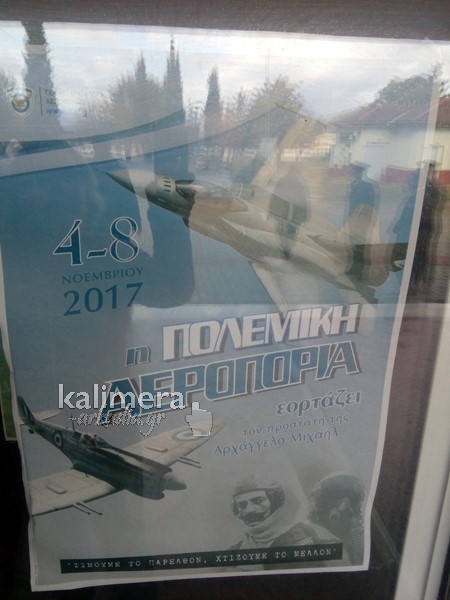 4-8
ΝΟΕΜΒΡΙΟΥ
2017
η ΠΟΛΕΜΙΚΗ
ΑΕΡΟΠΟΡΙΑ
εορτάζει
τον προστάτη της
Αρχάγγελο Μιχαήλ
kalimera
-arkadia.gr
"ΤΙΜΟΥΜΕ ΤΟ ΠΑΡΕΛΘΟΝ, ΧΤΙΖΟΥΜΕ ΤΟ ΜΕΛΛΟΝ"